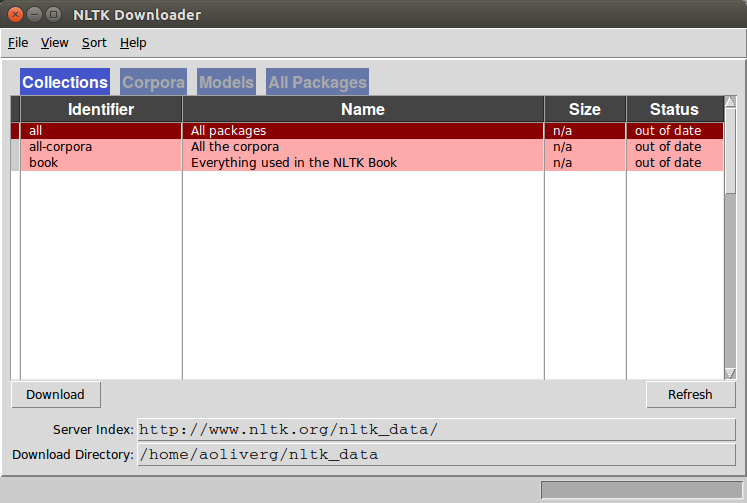 NLTK Downloader
File View Sort Help
Collections Corpora Models All Packages
Identifier Name Size Status
all All packages n/a out of date
all-corpora All the corpora n/a out of date
book Everything used in the NLTK Book n/a out of date
Download Refresh
Server Index: http://www.nltk.org/nltk_data/
Download Directory: /home/aoliverg/nltk_data